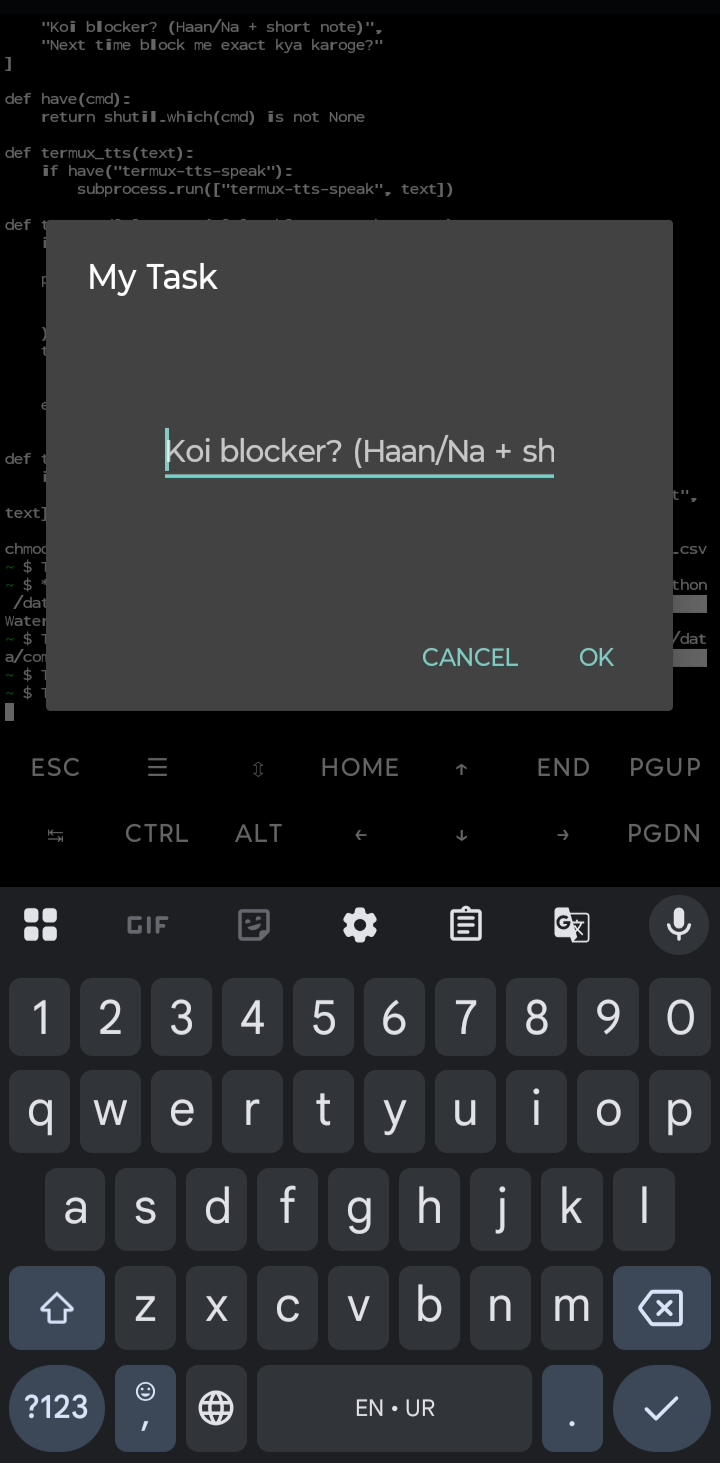 "Koi blocker? (Haan/Na + short note)",
"Next time block me exact kya karoge?"
]
def have(cmd):
return shutil.which(cmd) is not None
def termux_tts(text):
if have("termux-tts-speak"):
subprocess.run(["termux-tts-speak", text])
def
My Task
Koi blocker? (Haan/Na + sh
def t
t",
text]
chmod
.csv
~ $
~ $
thon
/dat
Water
~ $
/dat
a/com
~ $
~ $
CANCEL OK
ESC ☰ ⇳ HOME ↑ END PGUP
↹ CTRL ALT ← ↓ → PGDN
GIF
1 2 3 4 5 6 7 8 9 0
q w e r t y u i o p
a s d f g h j k l
z x c v b n m
?123 , EN • UR .